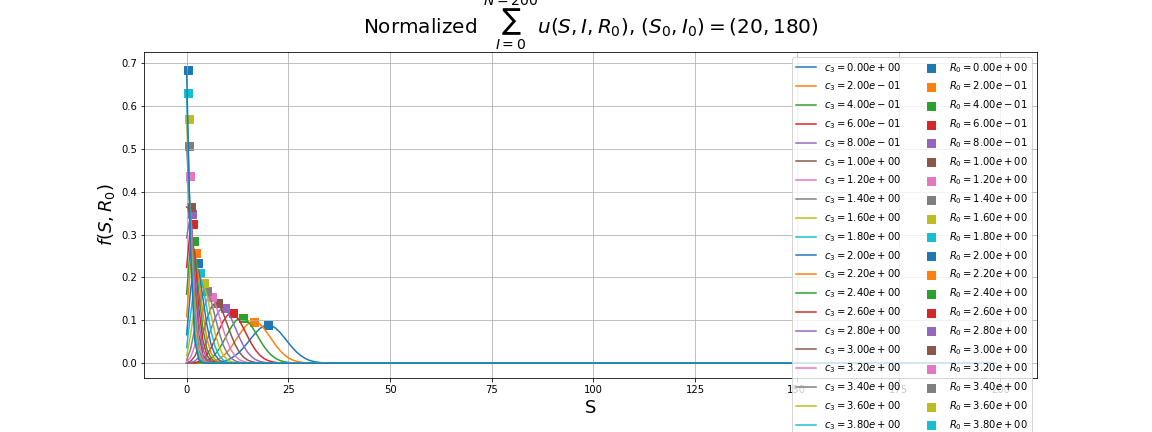 N=200
Normalized ∑ u(S, I, R₀), (S₀, I₀) = (20, 180)
I=0
f(S, R₀)
0.7
0.6
0.5
0.4
0.3
0.2
0.1
0.0
0
25
50
75
100
125
S
c₃ = 0.00e+00 R₀ = 0.00e+00
c₃ = 2.00e−01 R₀ = 2.00e−01
c₃ = 4.00e−01 R₀ = 4.00e−01
c₃ = 6.00e−01 R₀ = 6.00e−01
c₃ = 8.00e−01 R₀ = 8.00e−01
c₃ = 1.00e+00 R₀ = 1.00e+00
c₃ = 1.20e+00 R₀ = 1.20e+00
c₃ = 1.40e+00 R₀ = 1.40e+00
c₃ = 1.60e+00 R₀ = 1.60e+00
c₃ = 1.80e+00 R₀ = 1.80e+00
c₃ = 2.00e+00 R₀ = 2.00e+00
c₃ = 2.20e+00 R₀ = 2.20e+00
c₃ = 2.40e+00 R₀ = 2.40e+00
c₃ = 2.60e+00 R₀ = 2.60e+00
c₃ = 2.80e+00 R₀ = 2.80e+00
c₃ = 3.00e+00 R₀ = 3.00e+00
c₃ = 3.20e+00 R₀ = 3.20e+00
c₃ = 3.40e+00 R₀ = 3.40e+00
c₃ = 3.60e+00 R₀ = 3.60e+00
c₃ = 3.80e+00 R₀ = 3.80e+00